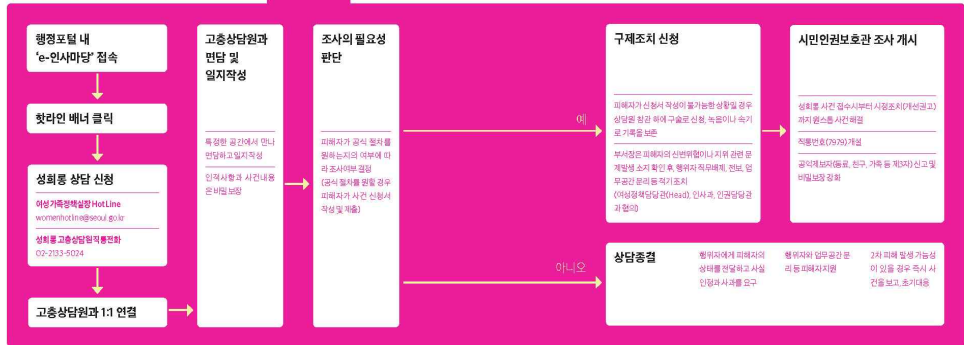 행정포털 내
‘e-인사마당’ 접속
핫라인 배너 클릭
성희롱 상담 신청
여성가족정책실장 Hot Line
womenhotline@seoul.go.kr
성희롱 고충상담원 직통전화
02-2133-5024
고충상담원과 1:1 연결
고충상담원과
면담 및
일지작성
특정한 공간에서 만나
면담하고 일지작성
인적사항과 사건내용
은 비밀 보장
조사의 필요성
판단
피해자가 공식 절차를
원하는지의 여부에 따
라 조사여부 결정
(공식 절차를 원할 경우
피해자가 사건 신청서
작성 및 제출)
예
아니오
구제조치 신청
피해자가 신청서 작성이 불가능한 상황일 경우
상담원 참관 하에 구술로 신청, 녹음이나 속기
로 기록을 보존
부서장은 피해자의 신변위협이나 지위 관련 문
제발생 소지 확인 후, 행위자 직무배제, 전보, 업
무공간 분리 등 적기 조치
(여성정책담당관(Head), 인사과, 인권담당관
과 협의)
시민인권보호관 조사 개시
성희롱 사건 접수시부터 시정조치(개선권고)
까지 원스톱 사건 해결
직통번호(7979) 개설
공익제보자(동료, 친구, 가족 등 제3자) 신고 및
비밀보장 강화
상담종결
행위자에게 피해자의
상태를 전달하고 사실
인정과 사과를 요구
행위자와 업무공간 분
리 등 피해자 지원
2차 피해 발생 가능성
이 있을 경우 즉시 사
건을 보고, 초기대응